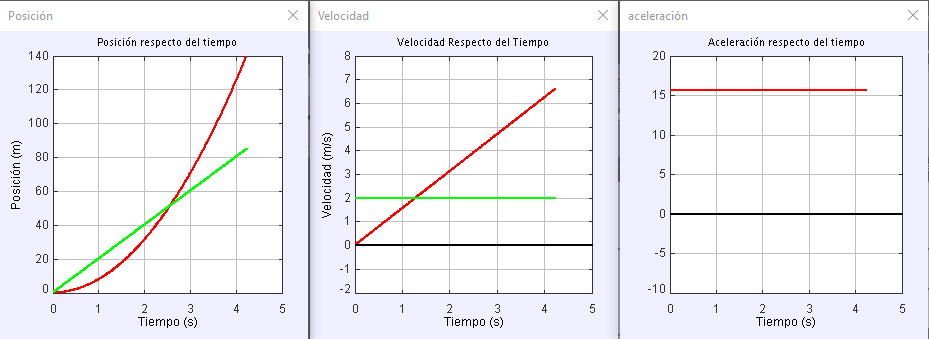 Posición
Posición respecto del tiempo
140
120
100
80
60
40
20
0
Posición (m)
0 1 2 3 4 5
Tiempo (s)
Velocidad
Velocidad Respecto del Tiempo
8
7
6
5
4
3
2
1
0
-1
-2
Velocidad (m/s)
0 1 2 3 4 5
Tiempo (s)
aceleración
Aceleración respecto del tiempo
20
15
10
5
0
-5
-10
0 1 2 3 4 5
Tiempo (s)